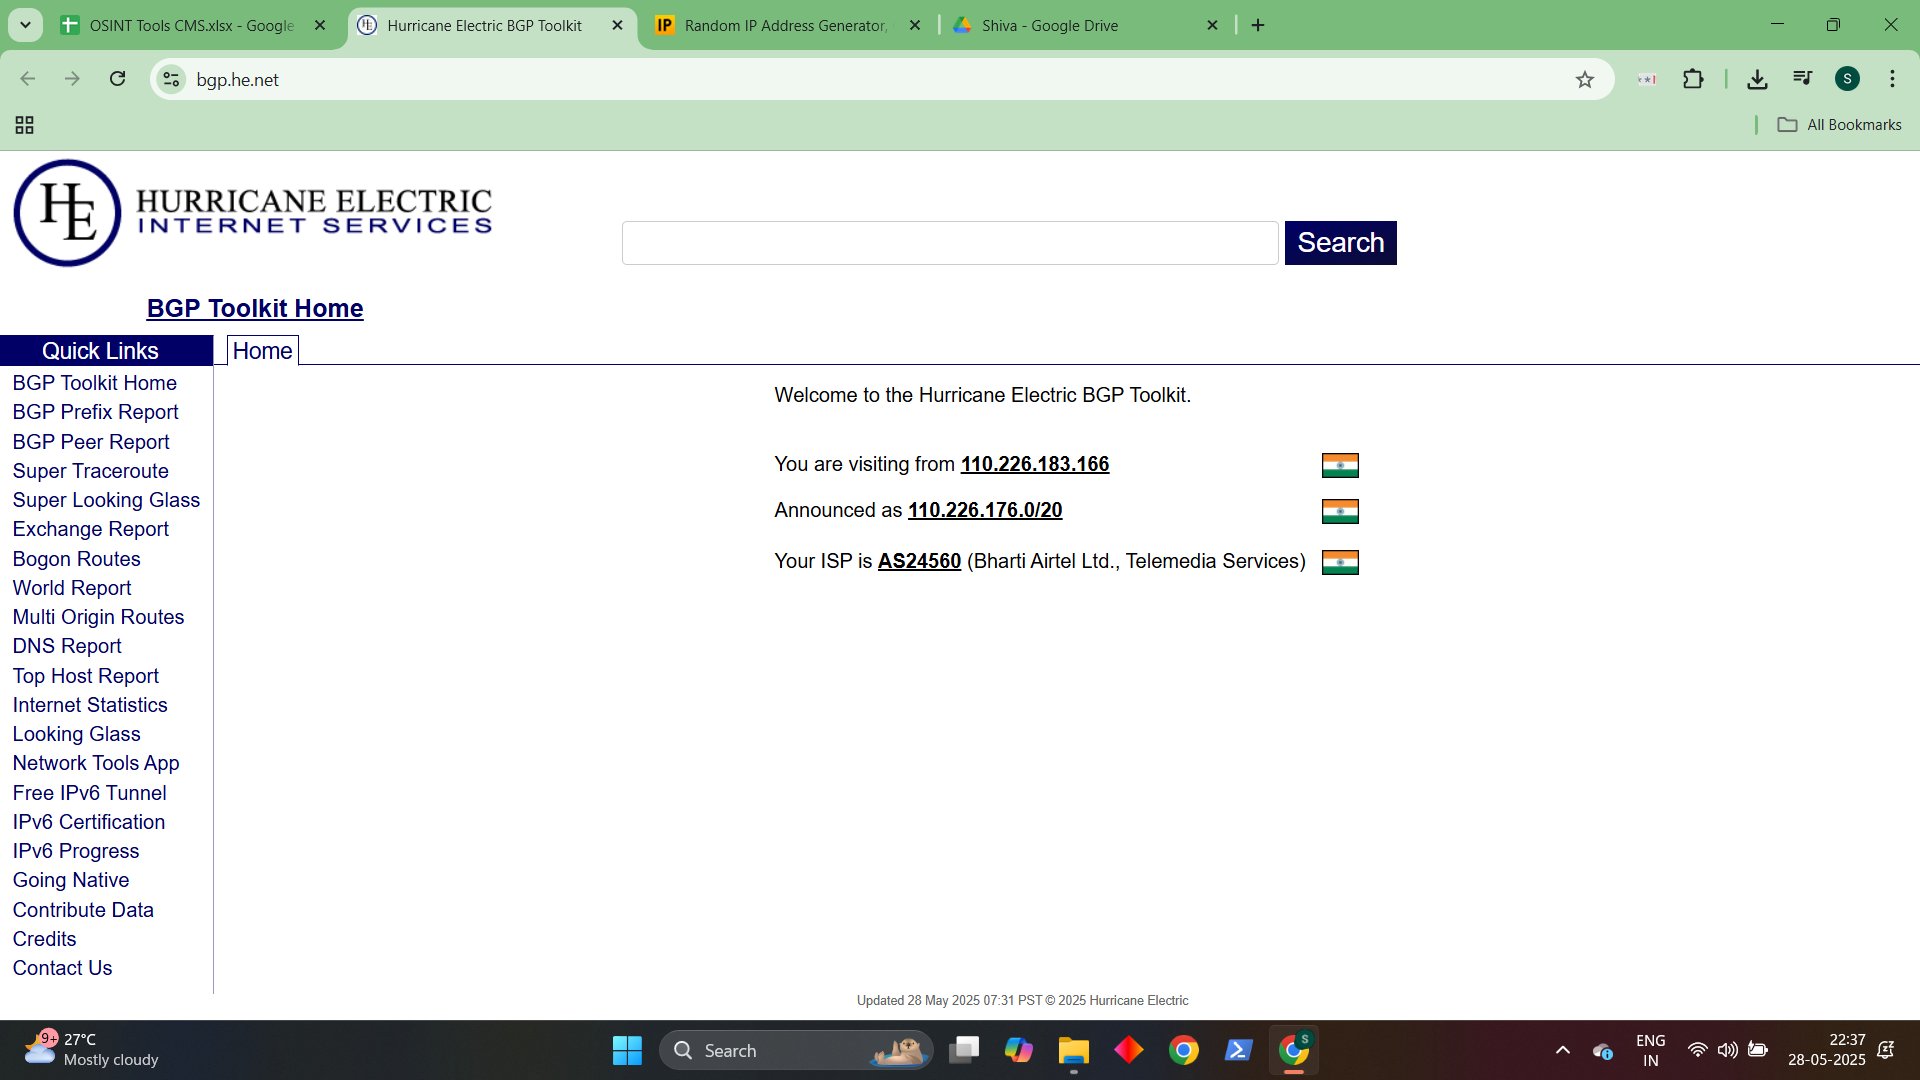 OSINT Tools CMS.xlsx - Google
Hurricane Electric BGP Toolkit
IP Random IP Address Generator,
Shiva - Google Drive
bgp.he.net
S
All Bookmarks
HE
HURRICANE ELECTRIC
INTERNET SERVICES
Search
BGP Toolkit Home
Quick Links
Home
BGP Toolkit Home
BGP Prefix Report
BGP Peer Report
Super Traceroute
Super Looking Glass
Exchange Report
Bogon Routes
World Report
Multi Origin Routes
DNS Report
Top Host Report
Internet Statistics
Looking Glass
Network Tools App
Free IPv6 Tunnel
IPv6 Certification
IPv6 Progress
Going Native
Contribute Data
Credits
Contact Us
Welcome to the Hurricane Electric BGP Toolkit.
You are visiting from 110.226.183.166
Announced as 110.226.176.0/20
Your ISP is AS24560 (Bharti Airtel Ltd., Telemedia Services)
Updated 28 May 2025 07:31 PST © 2025 Hurricane Electric
9+
27°C
Mostly cloudy
Search
S
ENG
IN
22:37
28-05-2025